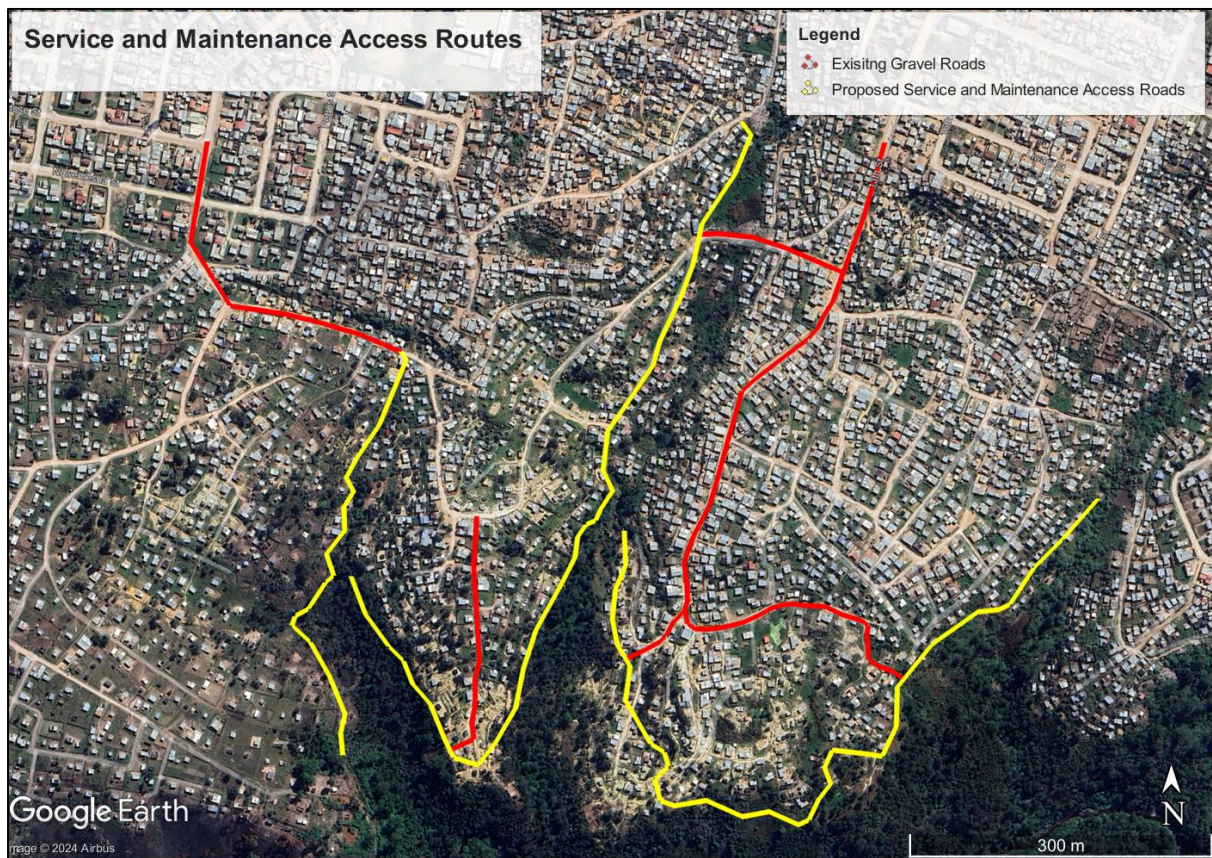 Service and Maintenance Access Routes
Legend
Exisitng Gravel Roads
Proposed Service and Maintenance Access Roads
Google Earth
mage © 2024 Airbus
300 m
N